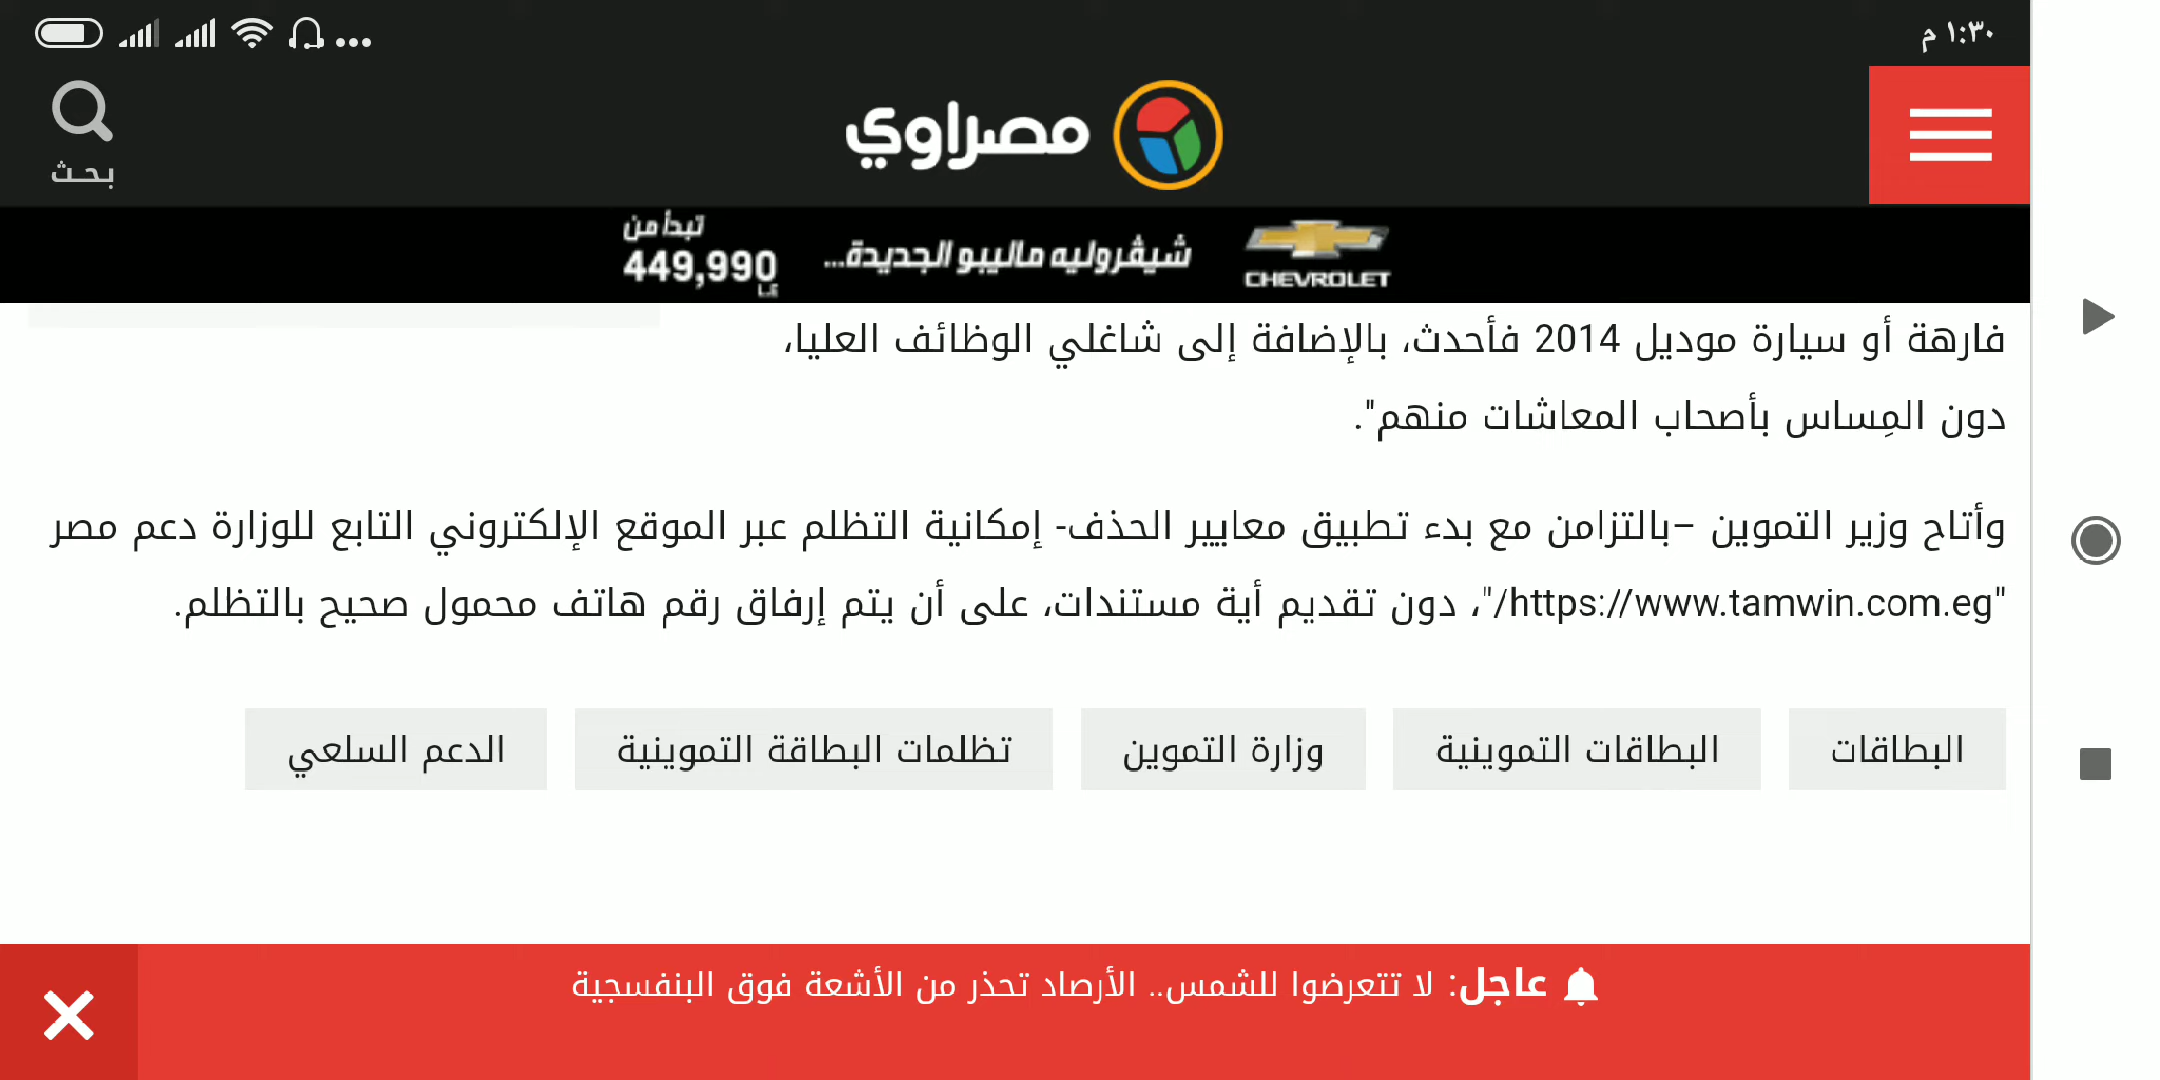 ١:٣٠ م
بحث
مصراوي
CHEVROLET
شيڤروليه ماليبو الجديدة...
تبدأ من
449,990
فارهة أو سيارة موديل 2014 فأحدث، بالإضافة إلى شاغلي الوظائف العليا،
دون المِساس بأصحاب المعاشات منهم".
وأتاح وزير التموين –بالتزامن مع بدء تطبيق معايير الحذف- إمكانية التظلم عبر الموقع الإلكتروني التابع للوزارة دعم مصر
"https://www.tamwin.com.eg/"، دون تقديم أية مستندات، على أن يتم إرفاق رقم هاتف محمول صحيح بالتظلم.
البطاقات
البطاقات التموينية
وزارة التموين
تظلمات البطاقة التموينية
الدعم السلعي
عاجل: لا تتعرضوا للشمس.. الأرصاد تحذر من الأشعة فوق البنفسجية